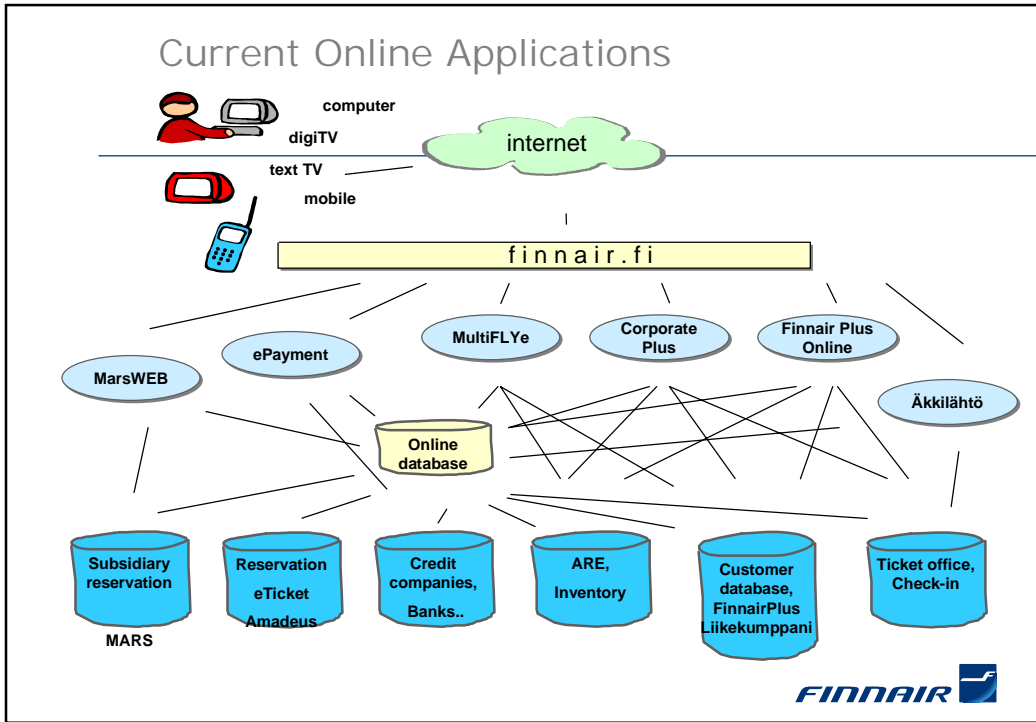 Current Online Applications
computer
digiTV
text TV
mobile
internet
finnair.fi
MarsWEB
ePayment
MultiFLYe
Corporate
Plus
Finnair Plus
Online
Äkkilähtö
Online
database
Subsidiary
reservation
MARS
Reservation
eTicket
Amadeus
Credit
companies,
Banks..
ARE,
Inventory
Customer
database,
FinnairPlus
Liikekumppani
Ticket office,
Check-in
FINNAIR